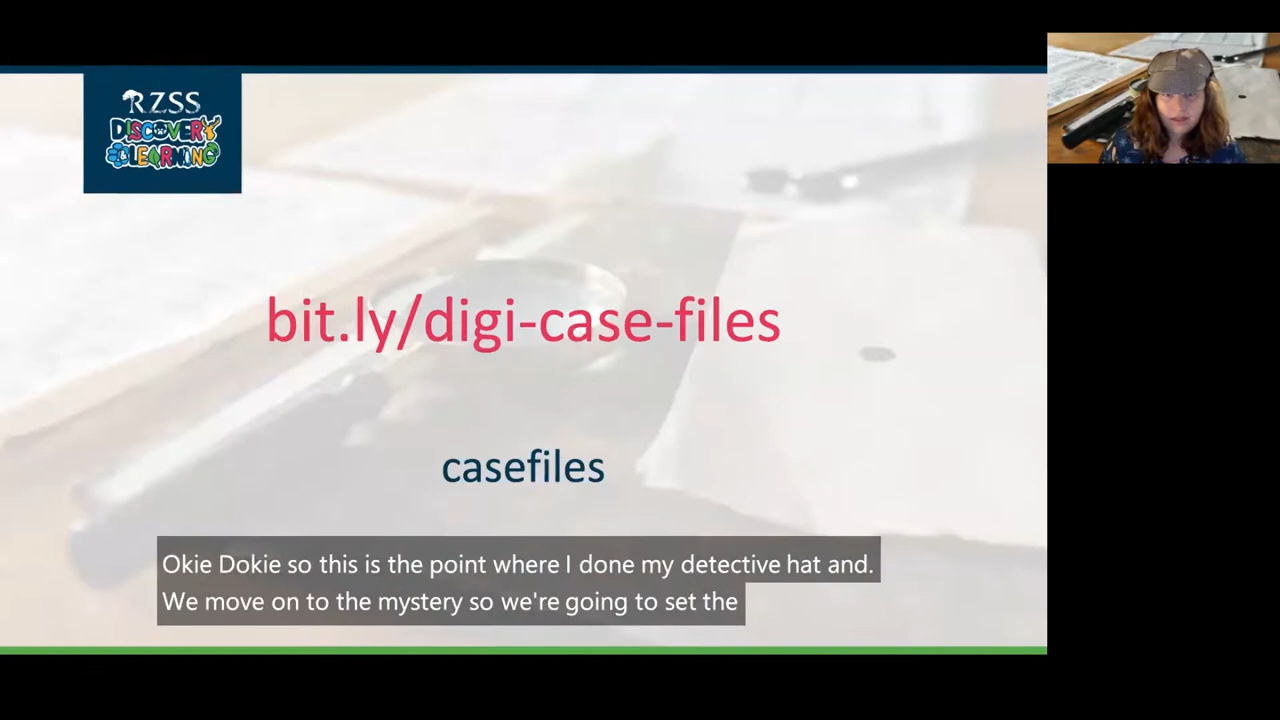 RZSS
DISCOVERY
& LEARNING
bit.ly/digi-case-files
casefiles
Okie Dokie so this is the point where I done my detective hat and.
We move on to the mystery so we're going to set the